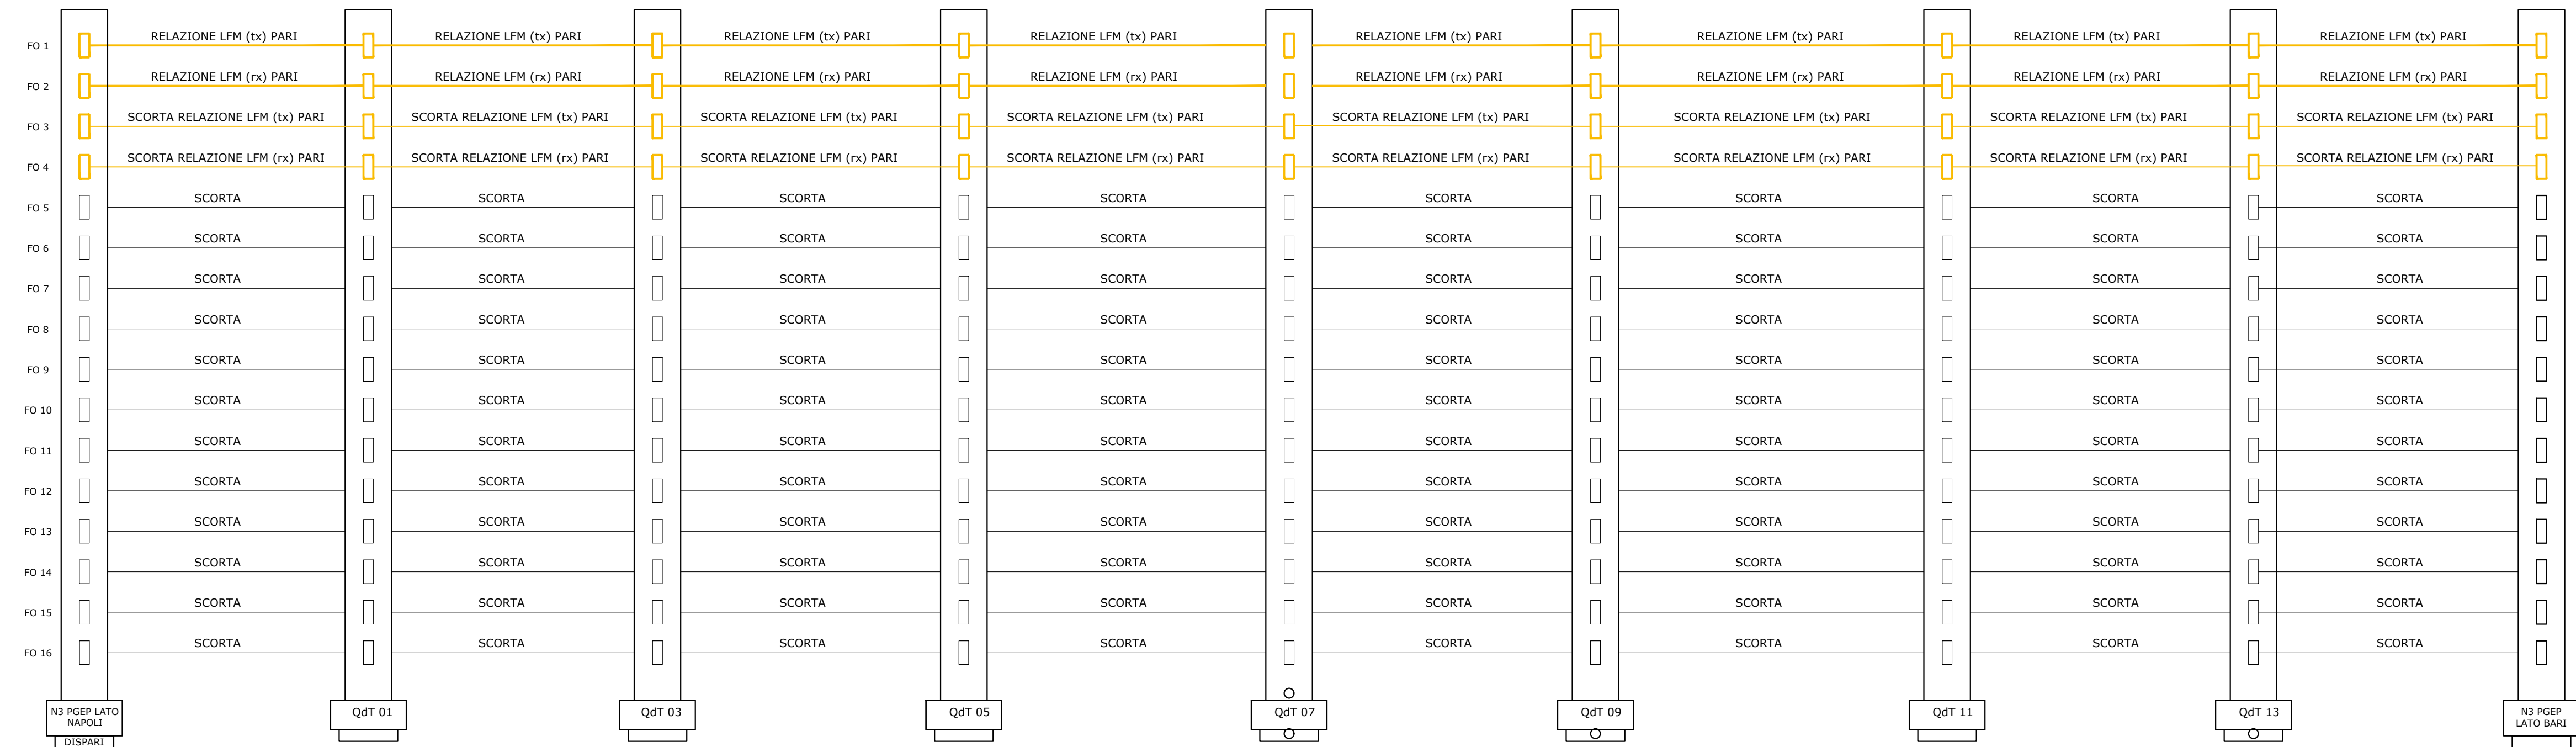 FO 1 RELAZIONE LFM (tx) PARI RELAZIONE LFM (tx) PARI RELAZIONE LFM (tx) PARI RELAZIONE LFM (tx) PARI RELAZIONE LFM (tx) PARI RELAZIONE LFM (tx) PARI RELAZIONE LFM (tx) PARI RELAZIONE LFM (tx) PARI
FO 2 RELAZIONE LFM (rx) PARI RELAZIONE LFM (rx) PARI RELAZIONE LFM (rx) PARI RELAZIONE LFM (rx) PARI RELAZIONE LFM (rx) PARI RELAZIONE LFM (rx) PARI RELAZIONE LFM (rx) PARI RELAZIONE LFM (rx) PARI
FO 3 SCORTA RELAZIONE LFM (tx) PARI SCORTA RELAZIONE LFM (tx) PARI SCORTA RELAZIONE LFM (tx) PARI SCORTA RELAZIONE LFM (tx) PARI SCORTA RELAZIONE LFM (tx) PARI SCORTA RELAZIONE LFM (tx) PARI SCORTA RELAZIONE LFM (tx) PARI SCORTA RELAZIONE LFM (tx) PARI
FO 4 SCORTA RELAZIONE LFM (rx) PARI SCORTA RELAZIONE LFM (rx) PARI SCORTA RELAZIONE LFM (rx) PARI SCORTA RELAZIONE LFM (rx) PARI SCORTA RELAZIONE LFM (rx) PARI SCORTA RELAZIONE LFM (rx) PARI SCORTA RELAZIONE LFM (rx) PARI SCORTA RELAZIONE LFM (rx) PARI
FO 5 SCORTA SCORTA SCORTA SCORTA SCORTA SCORTA SCORTA SCORTA
FO 6 SCORTA SCORTA SCORTA SCORTA SCORTA SCORTA SCORTA SCORTA
FO 7 SCORTA SCORTA SCORTA SCORTA SCORTA SCORTA SCORTA SCORTA
FO 8 SCORTA SCORTA SCORTA SCORTA SCORTA SCORTA SCORTA SCORTA
FO 9 SCORTA SCORTA SCORTA SCORTA SCORTA SCORTA SCORTA SCORTA
FO 10 SCORTA SCORTA SCORTA SCORTA SCORTA SCORTA SCORTA SCORTA
FO 11 SCORTA SCORTA SCORTA SCORTA SCORTA SCORTA SCORTA SCORTA
FO 12 SCORTA SCORTA SCORTA SCORTA SCORTA SCORTA SCORTA SCORTA
FO 13 SCORTA SCORTA SCORTA SCORTA SCORTA SCORTA SCORTA SCORTA
FO 14 SCORTA SCORTA SCORTA SCORTA SCORTA SCORTA SCORTA SCORTA
FO 15 SCORTA SCORTA SCORTA SCORTA SCORTA SCORTA SCORTA SCORTA
FO 16 SCORTA SCORTA SCORTA SCORTA SCORTA SCORTA SCORTA SCORTA
N3 PGEP LATO
NAPOLI
DISPARI
QdT 01
QdT 03
QdT 05
QdT 07
QdT 09
QdT 11
QdT 13
N3 PGEP
LATO BARI